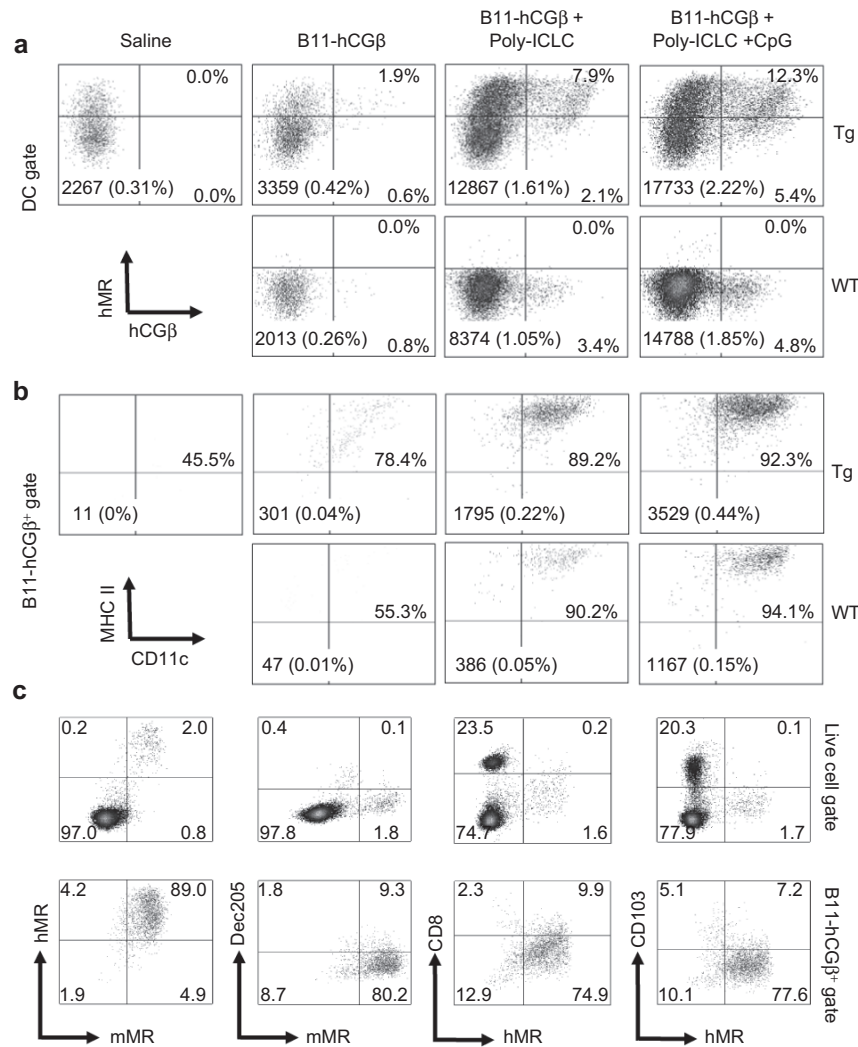 a
Saline
B11-hCGβ
B11-hCGβ +
Poly-ICLC
B11-hCGβ +
Poly-ICLC +CpG
DC gate
0.0%
2267 (0.31%)
0.0%
1.9%
3359 (0.42%)
0.6%
7.9%
12867 (1.61%)
2.1%
12.3%
17733 (2.22%)
5.4%
Tg
hMR
hCGβ
0.0%
2013 (0.26%)
0.8%
0.0%
8374 (1.05%)
3.4%
0.0%
14788 (1.85%)
4.8%
WT
b
B11-hCGβ+ gate
45.5%
11 (0%)
78.4%
301 (0.04%)
89.2%
1795 (0.22%)
92.3%
3529 (0.44%)
Tg
MHC II
CD11c
55.3%
47 (0.01%)
90.2%
386 (0.05%)
94.1%
1167 (0.15%)
WT
c
0.2 2.0
97.0 0.8
0.4 0.1
97.8 1.8
23.5 0.2
74.7 1.6
20.3 0.1
77.9 1.7
Live cell gate
hMR
4.2 89.0
1.9 4.9
mMR
Dec205
1.8 9.3
8.7 80.2
mMR
CD8
2.3 9.9
12.9 74.9
hMR
CD103
5.1 7.2
10.1 77.6
hMR
B11-hCGβ+ gate